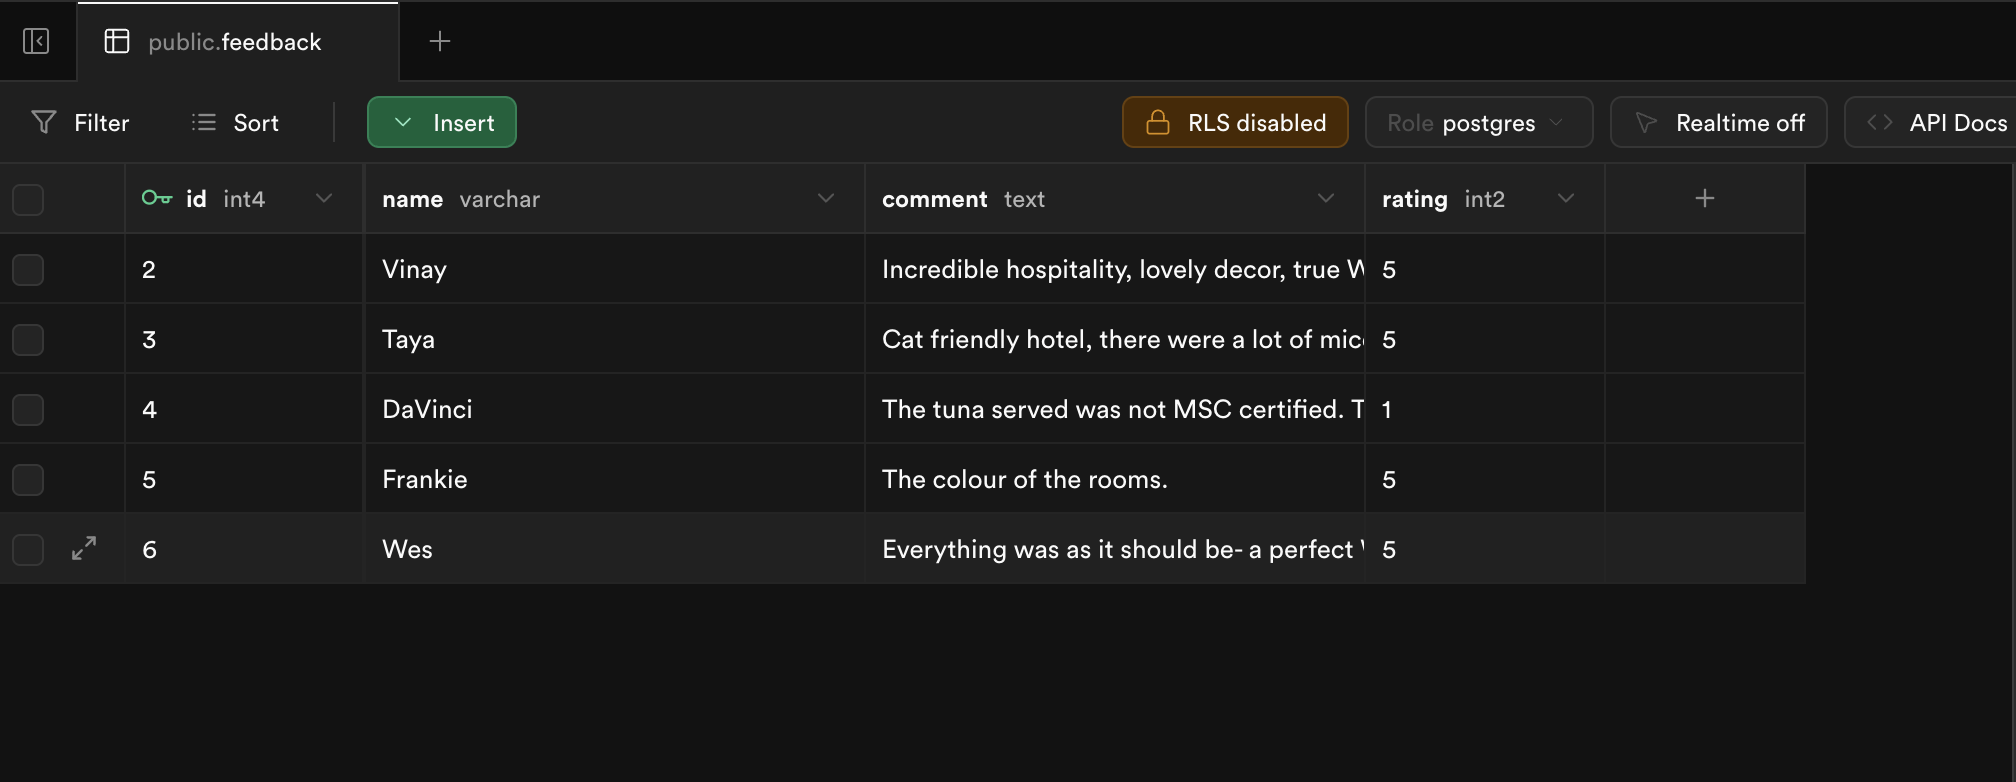 public.feedback
Filter Sort Insert RLS disabled Role postgres Realtime off API Docs
id int4 name varchar comment text rating int2
2 Vinay Incredible hospitality, lovely decor, true 5
3 Taya Cat friendly hotel, there were a lot of 5
4 DaVinci The tuna served was not MSC certified. 1
5 Frankie The colour of the rooms. 5
6 Wes Everything was as it should be- a perfect 5